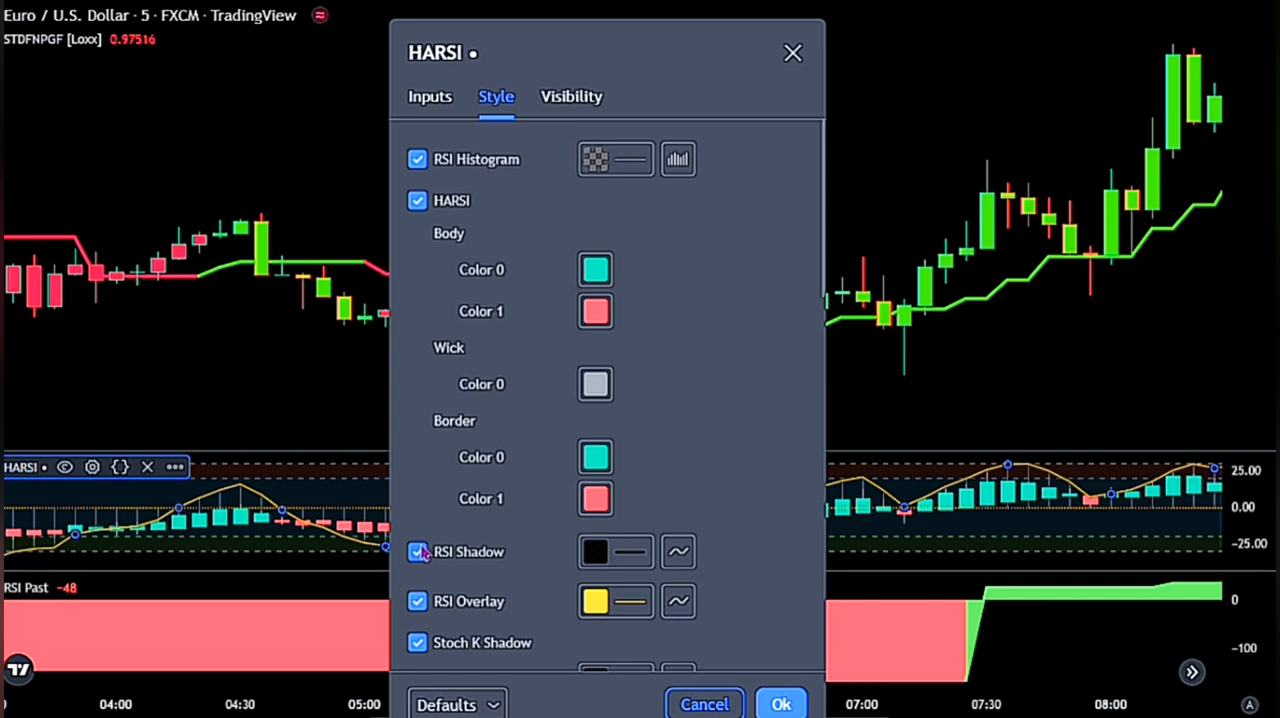 Euro / U.S. Dollar · 5 · FXCM · TradingView
STDFNPGF [Loxx] 0.97516
HARSI •
Inputs Style Visibility
RSI Histogram
HARSI
Body
Color 0
Color 1
Wick
Color 0
Border
Color 0
Color 1
RSI Shadow
RSI Overlay
Stoch K Shadow
Defaults Cancel Ok
HARSI •
25.00
0.00
−25.00
RSI Past −48
0
−100
04:00 04:30 05:00 07:00 07:30 08:00 A